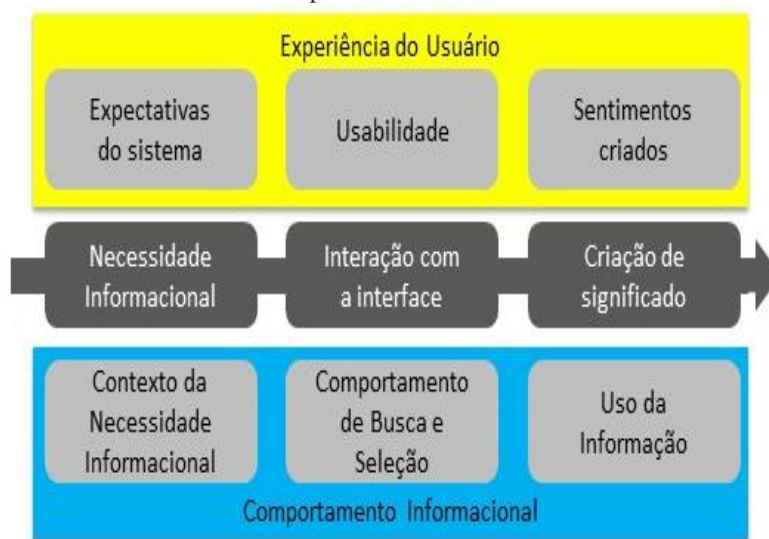 Experiência do Usuário
Expectativas
do sistema
Usabilidade
Sentimentos
criados
Necessidade
Informacional
Interação com
a interface
Criação de
significado
Contexto da
Necessidade
Informacional
Comportamento
de Busca e
Seleção
Uso da
Informação
Comportamento Informacional